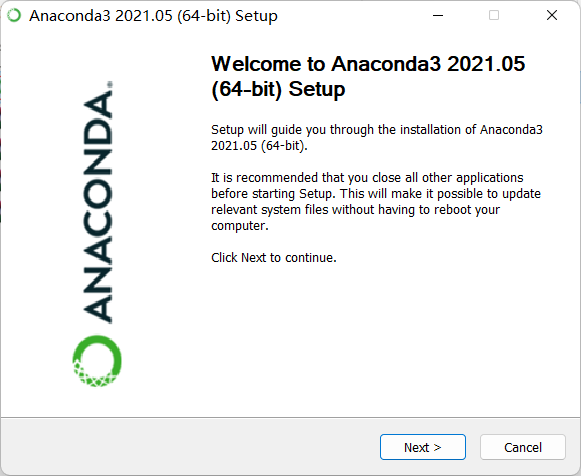 Anaconda3 2021.05 (64-bit) Setup
ANACONDA.
Welcome to Anaconda3 2021.05
(64-bit) Setup
Setup will guide you through the installation of Anaconda3
2021.05 (64-bit).
It is recommended that you close all other applications
before starting Setup. This will make it possible to update
relevant system files without having to reboot your
computer.
Click Next to continue.
Next >
Cancel